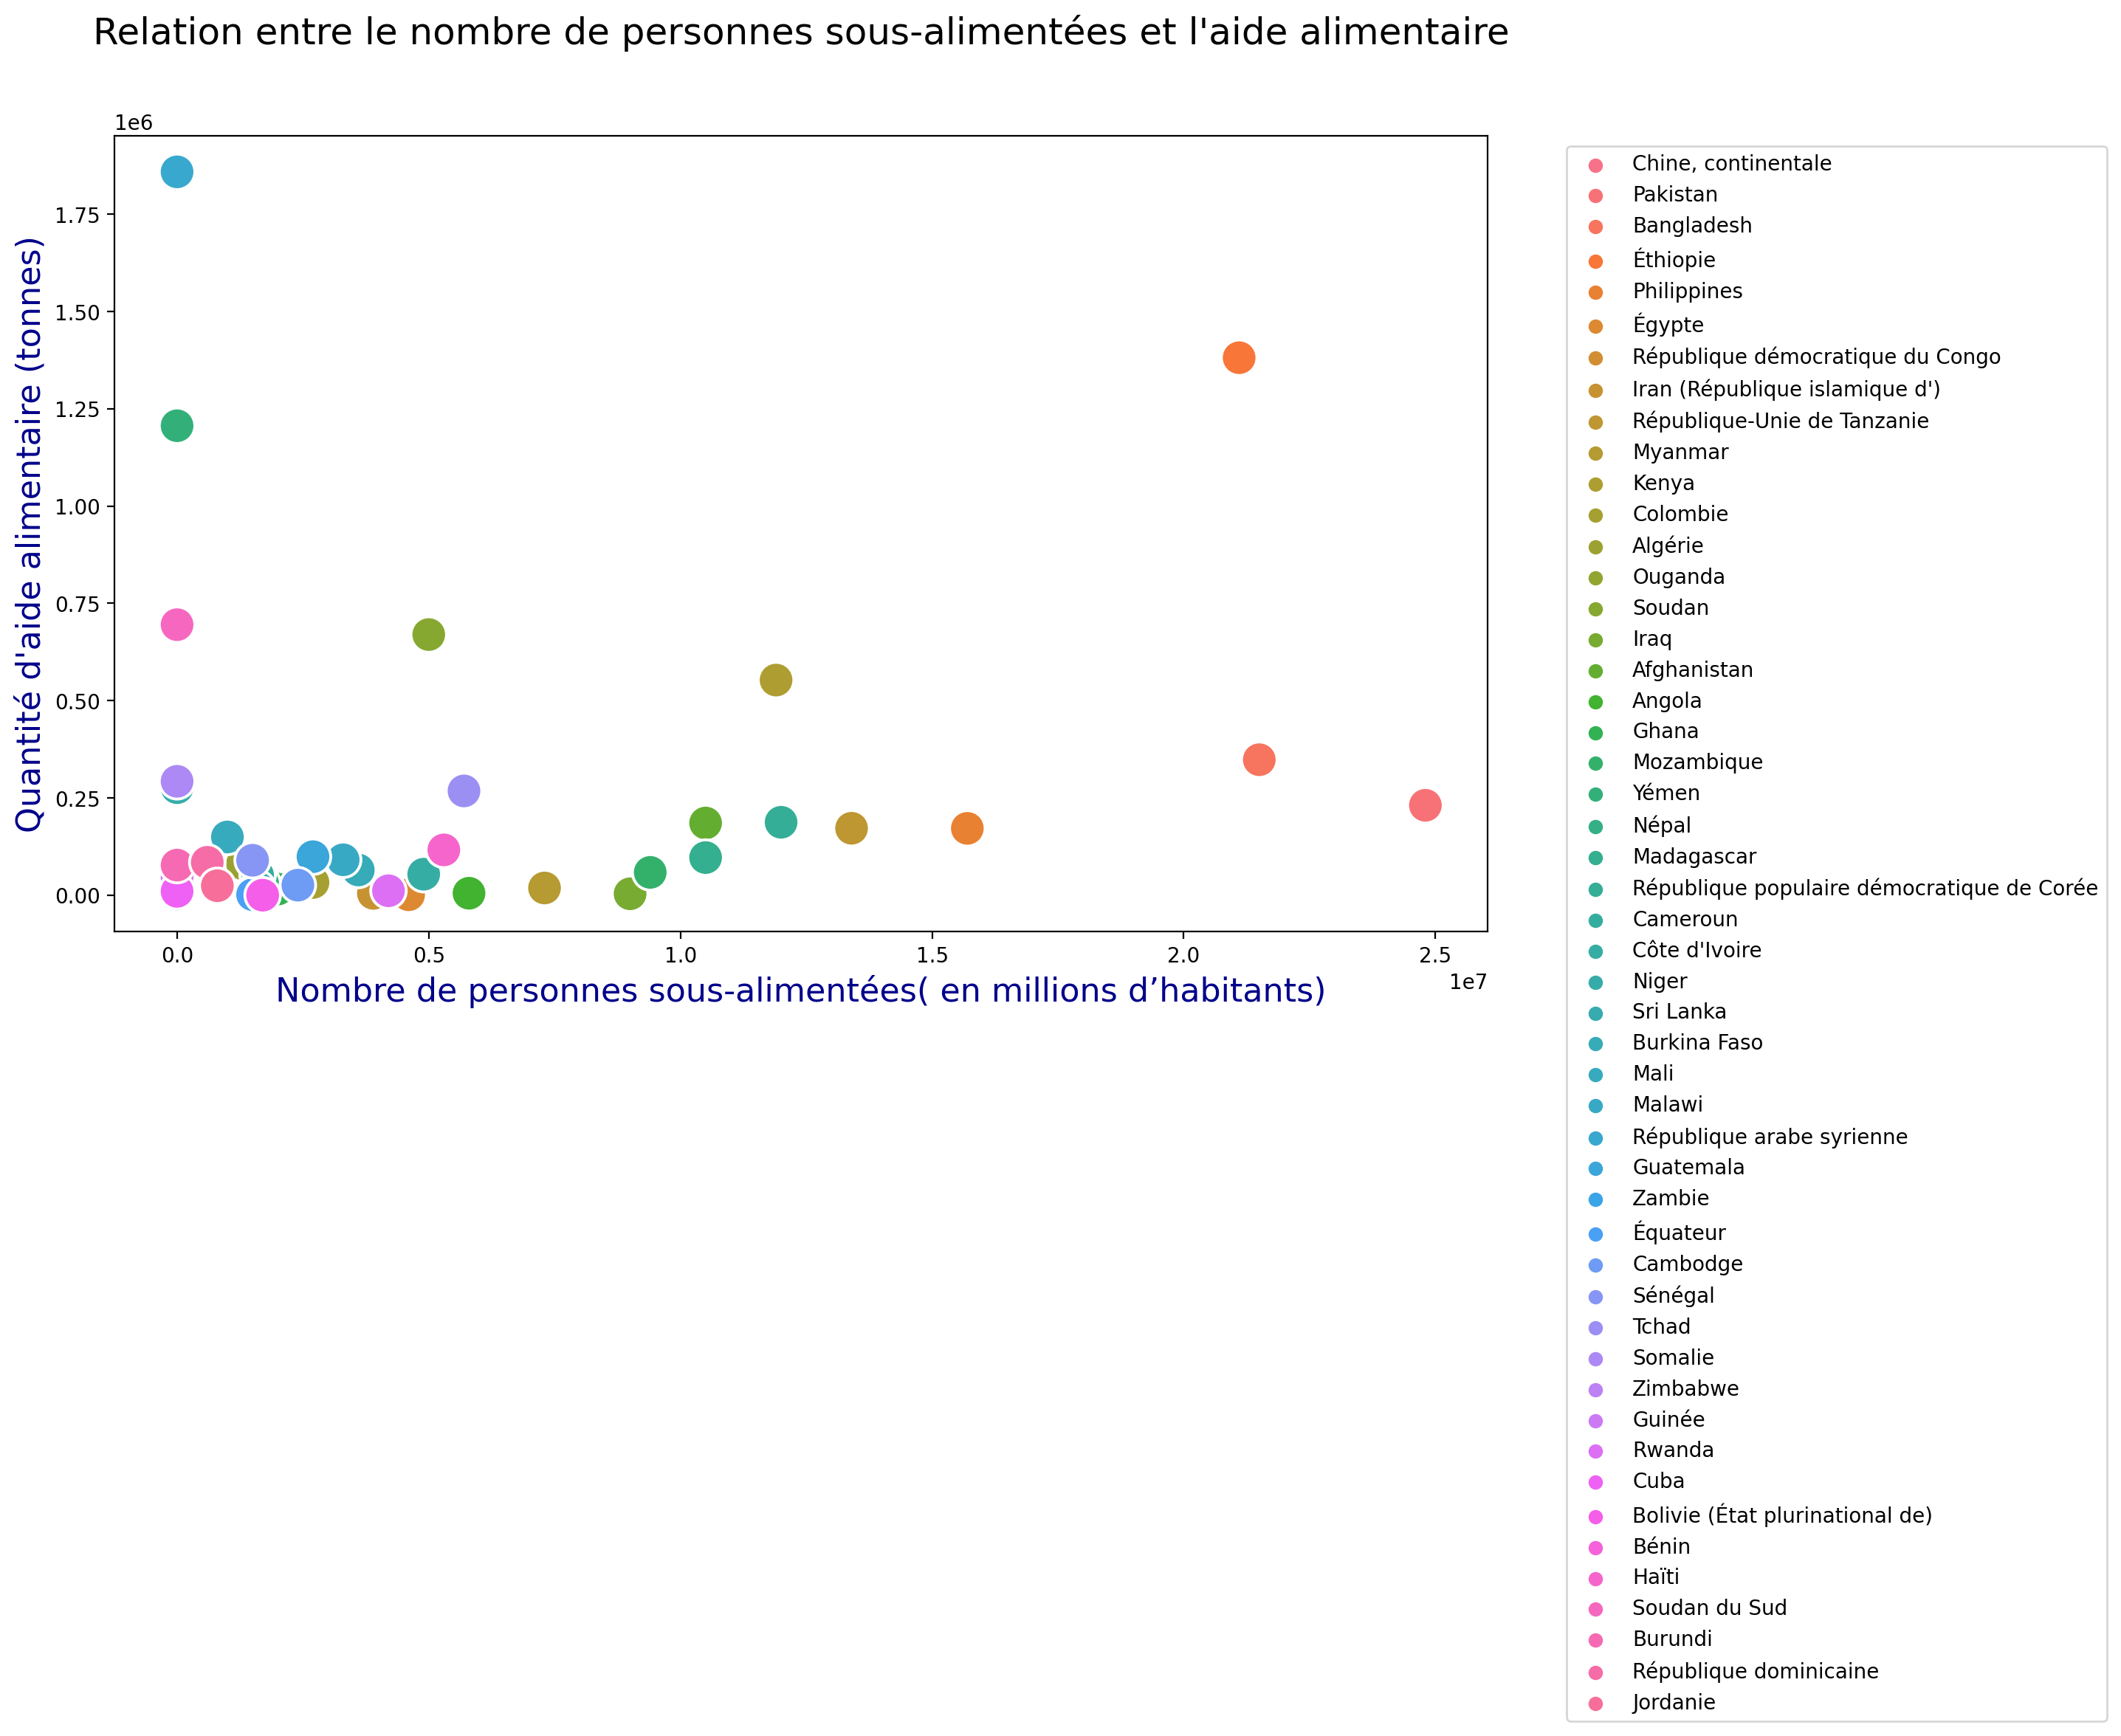 Relation entre le nombre de personnes sous-alimentées et l'aide alimentaire
1e6
1.75
1.50
1.25
1.00
0.75
0.50
0.25
0.00
Quantité d'aide alimentaire (tonnes)
0.0
0.5
1.0
1.5
2.0
2.5
1e7
Nombre de personnes sous-alimentées( en millions d’habitants)
Chine, continentale
Pakistan
Bangladesh
Éthiopie
Philippines
Égypte
République démocratique du Congo
Iran (République islamique d')
République-Unie de Tanzanie
Myanmar
Kenya
Colombie
Algérie
Ouganda
Soudan
Iraq
Afghanistan
Angola
Ghana
Mozambique
Yémen
Népal
Madagascar
République populaire démocratique de Corée
Cameroun
Côte d'Ivoire
Niger
Sri Lanka
Burkina Faso
Mali
Malawi
République arabe syrienne
Guatemala
Zambie
Équateur
Cambodge
Sénégal
Tchad
Somalie
Zimbabwe
Guinée
Rwanda
Cuba
Bolivie (État plurinational de)
Bénin
Haïti
Soudan du Sud
Burundi
République dominicaine
Jordanie